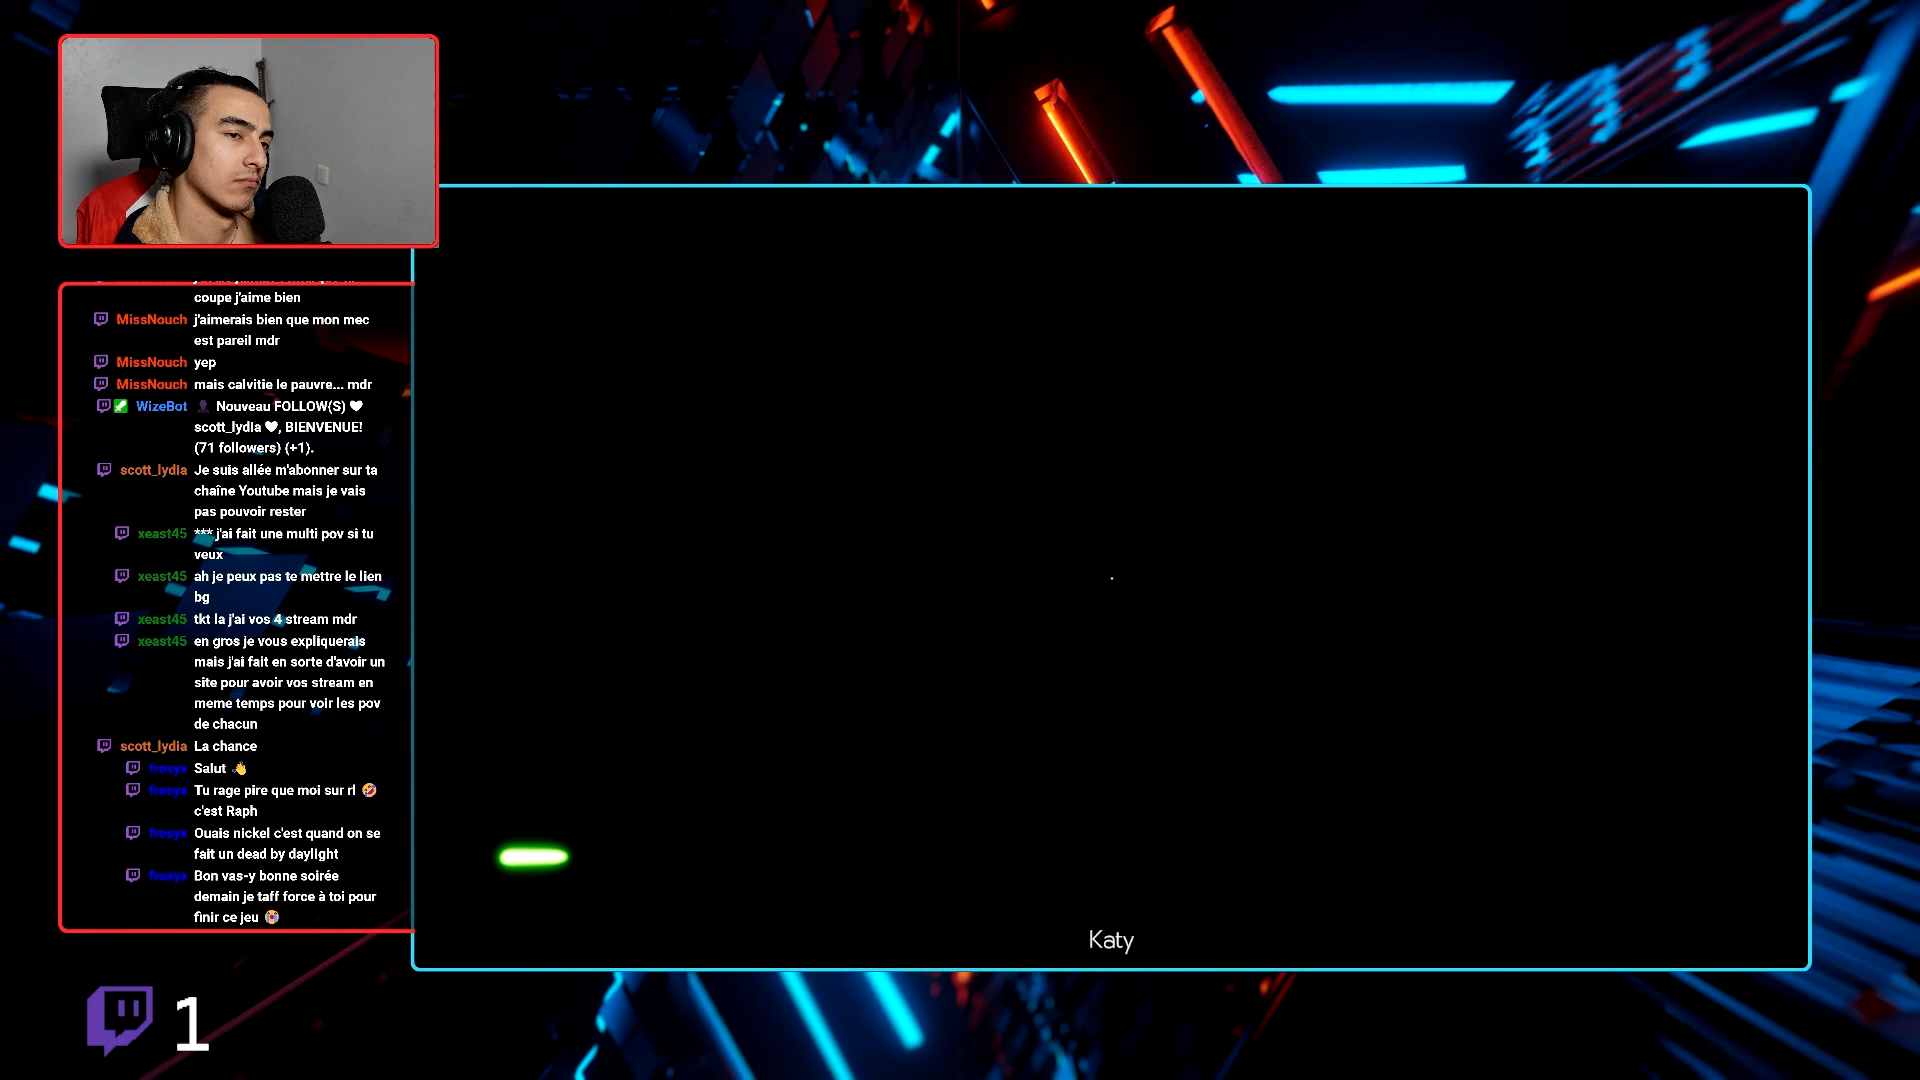 coupe j'aime bien
MissNouch j'aimerais bien que mon mec
est pareil mdr
MissNouch yep
MissNouch mais calvitie le pauvre... mdr
WizeBot Nouveau FOLLOW(S)
scott_lydia, BIENVENUE!
(71 followers) (+1).
scott_lydia Je suis allée m'abonner sur ta
chaîne Youtube mais je vais
pas pouvoir rester
xeast45 *** j'ai fait une multi pov si tu
veux
xeast45 ah je peux pas te mettre le lien
bg
xeast45 tkt la j'ai vos 4 stream mdr
xeast45 en gros je vous expliquerais
mais j'ai fait en sorte d'avoir un
site pour avoir vos stream en
meme temps pour voir les pov
de chacun
scott_lydia La chance
Salut 👋
Tu rage pire que moi sur rl 🤣
c'est Raph
Ouais nickel c'est quand on se
fait un dead by daylight
Bon vas-y bonne soirée
demain je taff force à toi pour
finir ce jeu
Katy
1